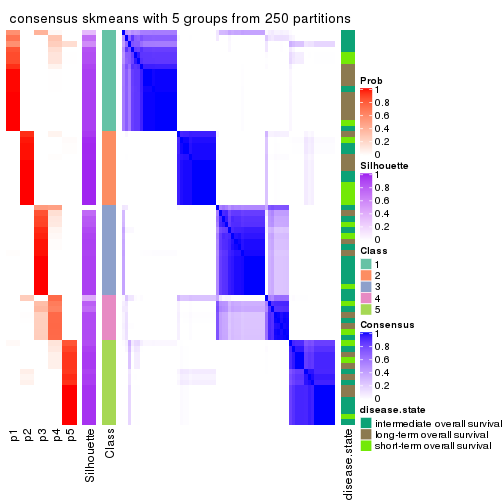 consensus skmeans with 5 groups from 250 partitions
p1
p2
p3
p4
p5
Silhouette
Class
disease.state
Prob
1
0.8
0.6
0.4
0.2
0
Silhouette
1
0.8
0.6
0.4
0.2
0
Class
1
2
3
4
5
Consensus
1
0.8
0.6
0.4
0.2
0
disease.state
intermediate overall survival
long-term overall survival
short-term overall survival